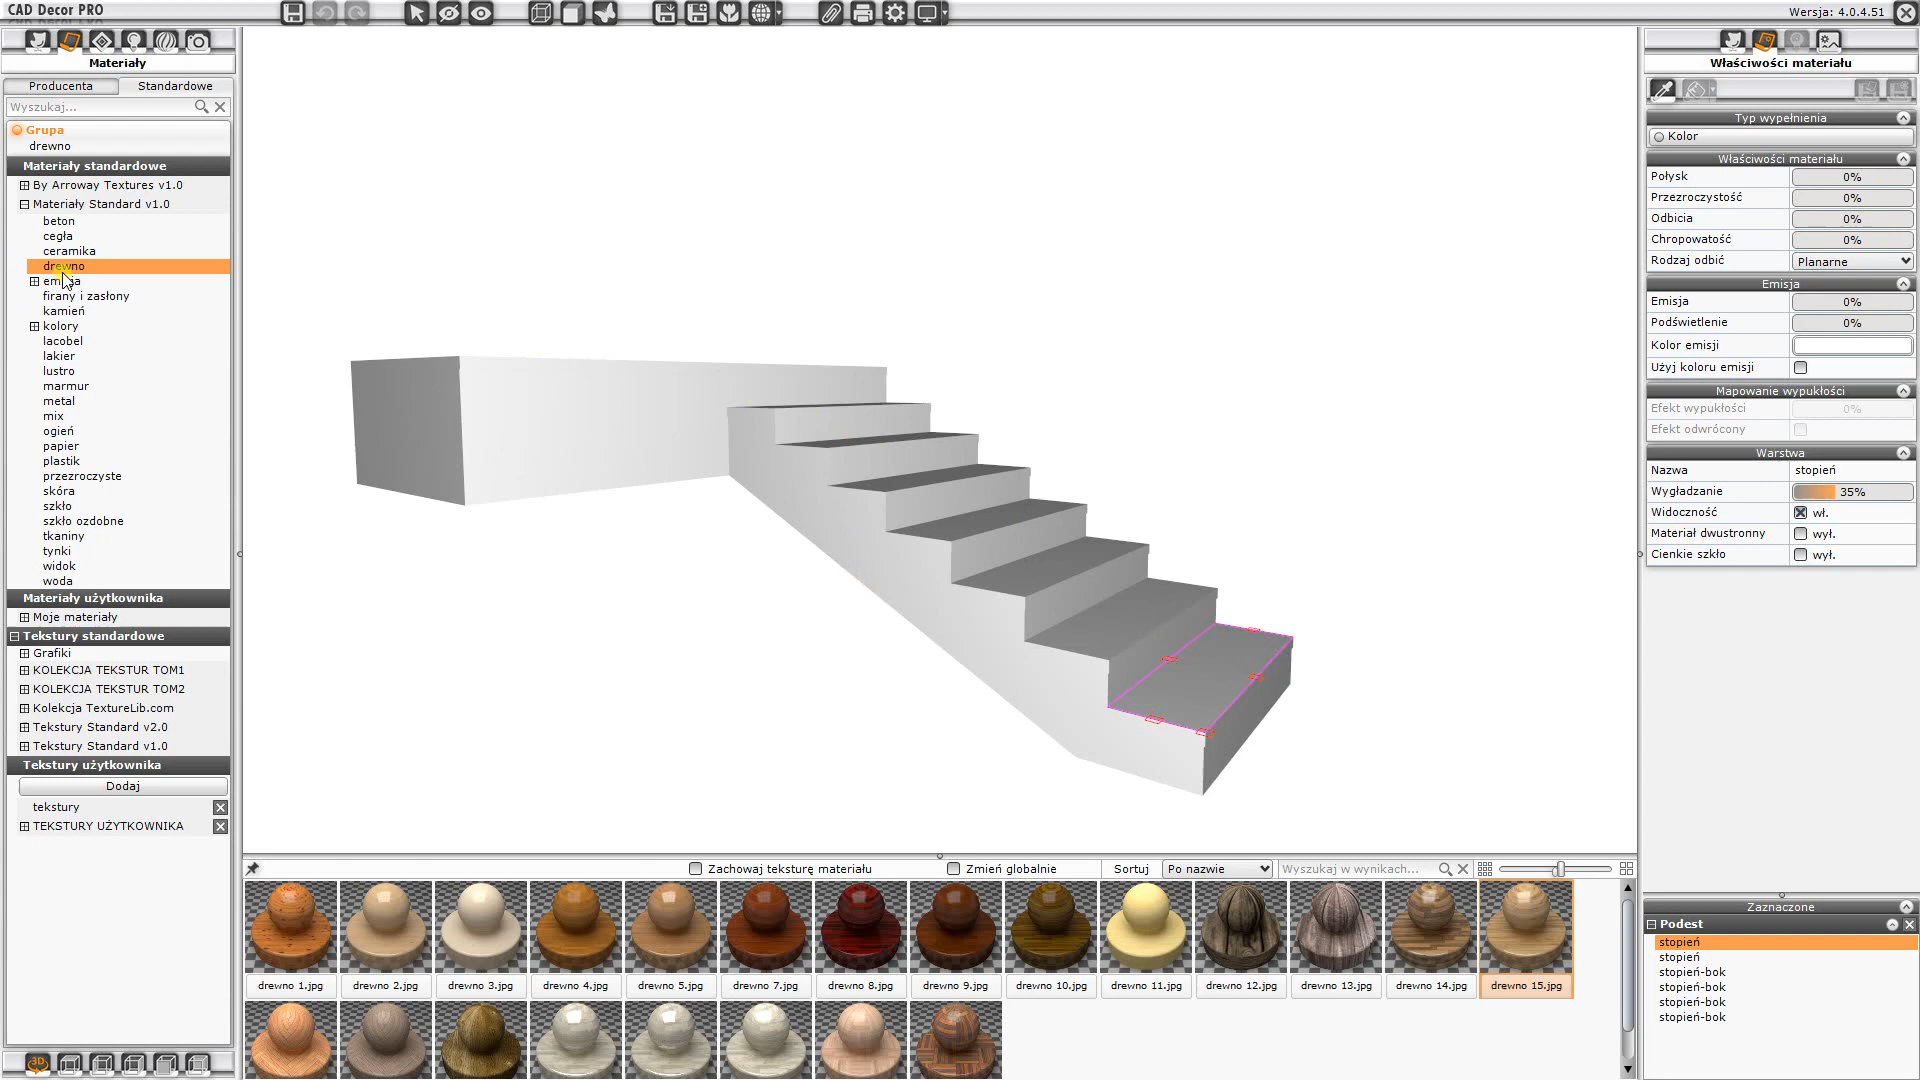 CAD Decor PRO
Wersja: 4.0.4.51
Materiały
Producenta
Standardowe
Wyszukaj...
Grupa
drewno
Materiały standardowe
By Arroway Textures v1.0
Materiały Standard v1.0
beton
cegła
ceramika
drewno
firany i zasłony
kamień
kolory
lacobel
lakier
lustro
marmur
metal
mix
ogień
papier
plastik
przezroczyste
skóra
szkło
szkło ozdobne
tkaniny
tynki
widok
woda
Materiały użytkownika
Moje materiały
Tekstury standardowe
Grafiki
KOLEKCJA TEKSTUR TOM1
KOLEKCJA TEKSTUR TOM2
Kolekcja TextureLib.com
Tekstury Standard v2.0
Tekstury Standard v1.0
Tekstury użytkownika
Dodaj
tekstury
TEKSTURY UŻYTKOWNIKA
3D
Zachowaj teksturę materiału
Zmień globalnie
Sortuj
Po nazwie
Wyszukaj w wynikach...
drewno 1.jpg
drewno 2.jpg
drewno 3.jpg
drewno 4.jpg
drewno 5.jpg
drewno 7.jpg
drewno 8.jpg
drewno 9.jpg
drewno 10.jpg
drewno 11.jpg
drewno 12.jpg
drewno 13.jpg
drewno 14.jpg
drewno 15.jpg
Właściwości materiału
Typ wypełnienia
Kolor
Właściwości materiału
Połysk 0%
Przezroczystość 0%
Odbicia 0%
Chropowatość 0%
Rodzaj odbić Planarne
Emisja
Emisja 0%
Podświetlenie 0%
Kolor emisji
Użyj koloru emisji
Mapowanie wypukłości
Efekt wypukłości 0%
Efekt odwrócony
Warstwa
Nazwa stopień
Wygładzanie 35%
Widoczność wł.
Materiał dwustronny wył.
Cienkie szkło wył.
Zaznaczone
Podest
stopień
stopień
stopień-bok
stopień-bok
stopień-bok
stopień-bok